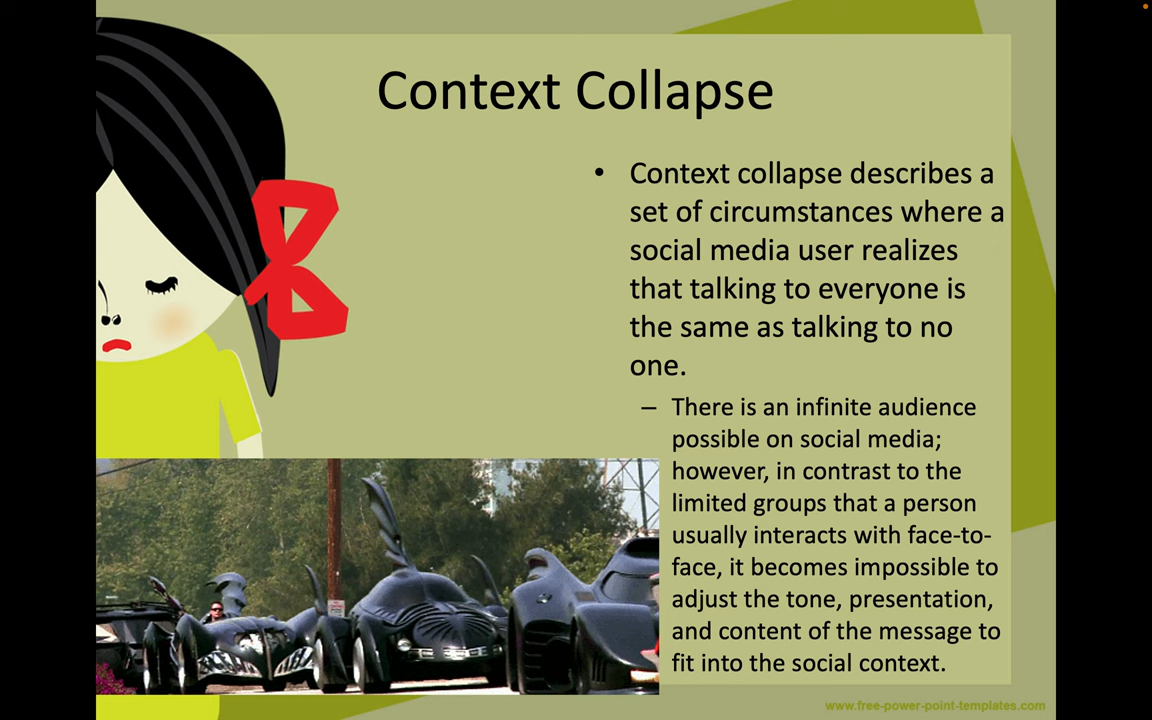 Context Collapse
• Context collapse describes a
set of circumstances where a
social media user realizes
that talking to everyone is
the same as talking to no
one.
– There is an infinite audience
possible on social media;
however, in contrast to the
limited groups that a person
usually interacts with face-to-
face, it becomes impossible to
adjust the tone, presentation,
and content of the message to
fit into the social context.
www.free-power-point-templates.com